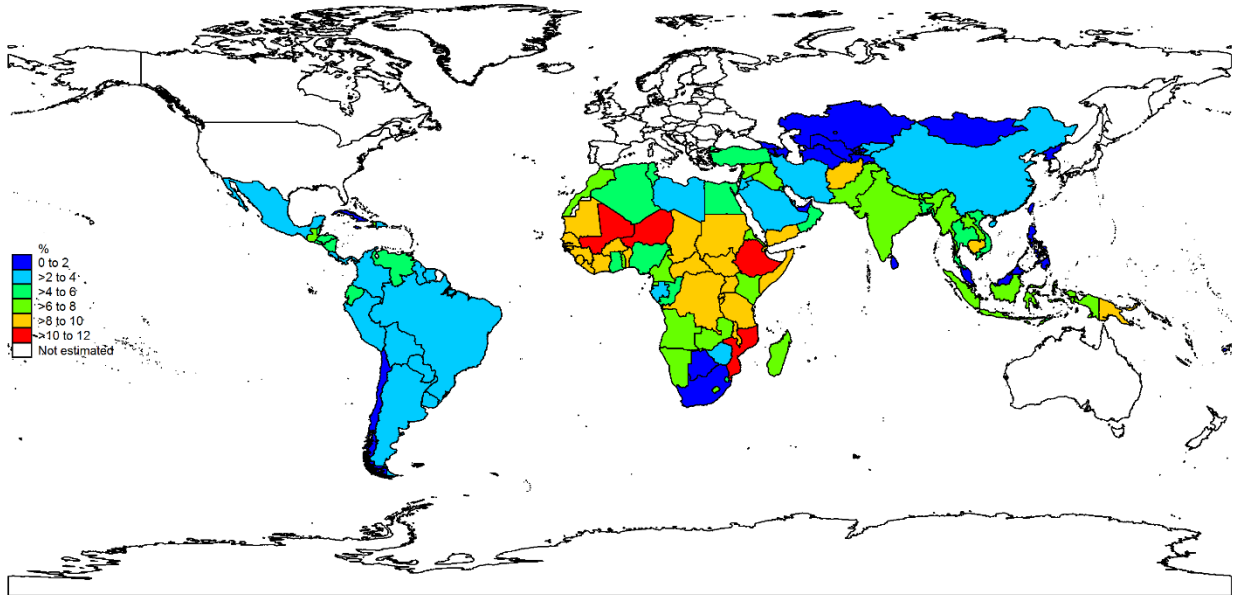 %
0 to 2
>2 to 4
>4 to 6
>6 to 8
>8 to 10
>10 to 12
Not estimated